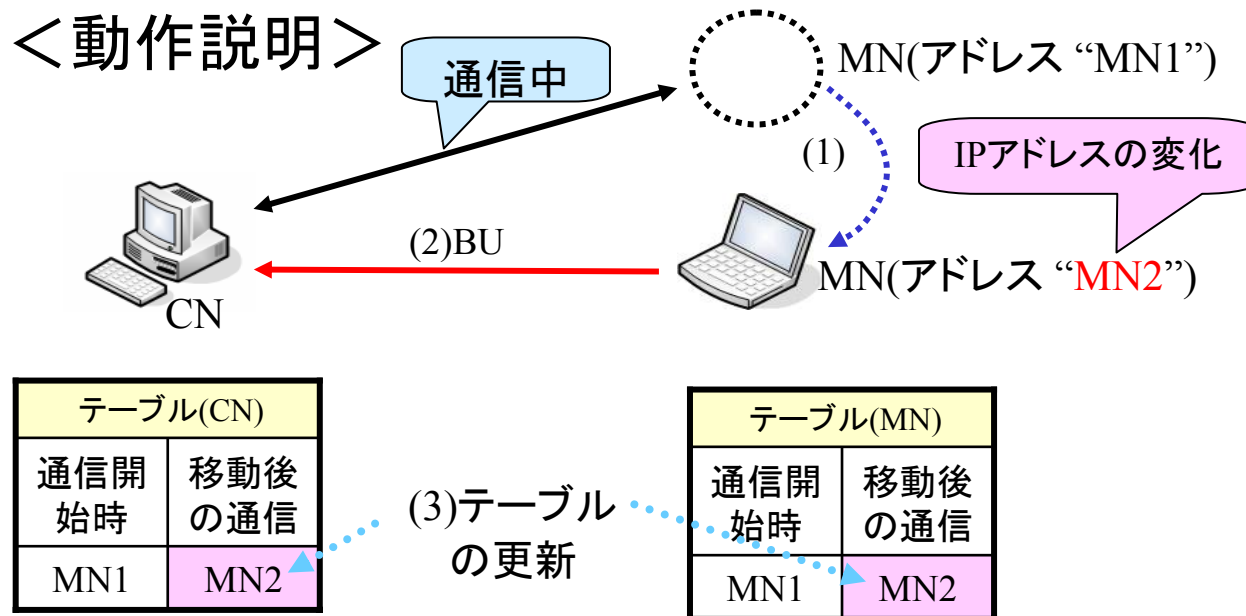 ＜動作説明＞
通信中
MN(アドレス “MN1”)
(1)
IPアドレスの変化
(2)BU
MN(アドレス “MN2”)
CN
テーブル(CN)
通信開
始時
移動後
の通信
MN1
MN2
(3)テーブル
の更新
テーブル(MN)
通信開
始時
移動後
の通信
MN1
MN2